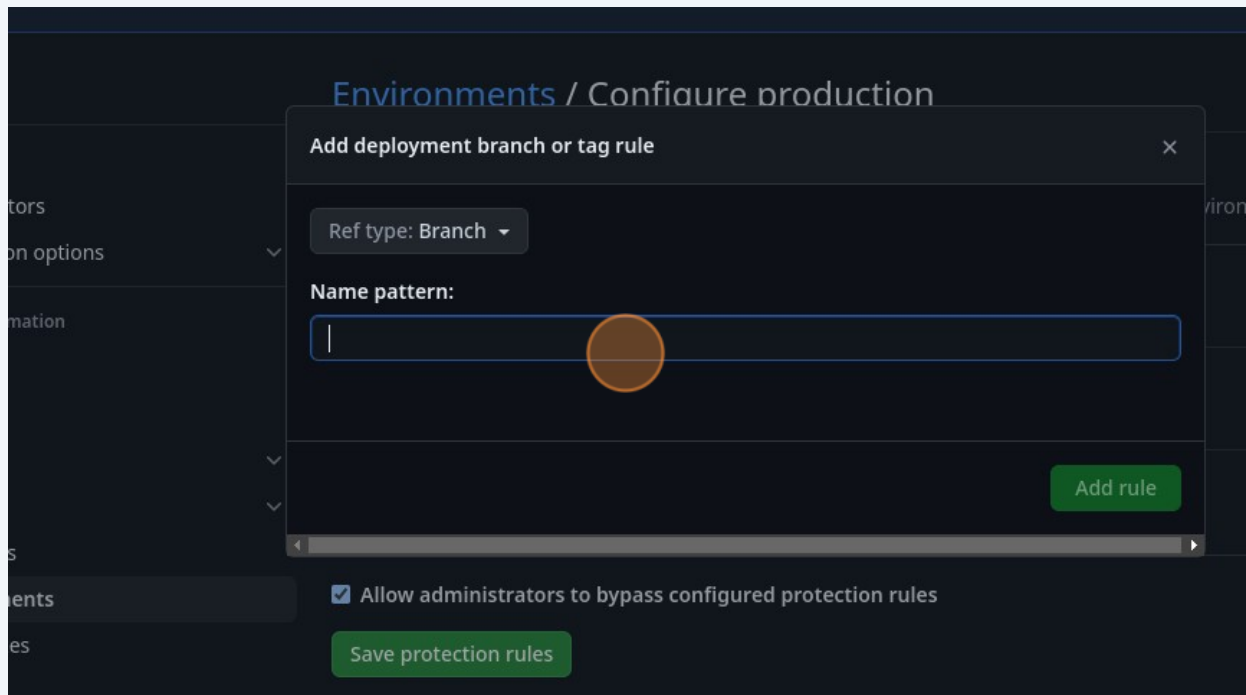 Environments / Configure production
Add deployment branch or tag rule
tors
on options
Ref type: Branch
Name pattern:
mation
Add rule
s
ents
Allow administrators to bypass configured protection rules
es
Save protection rules